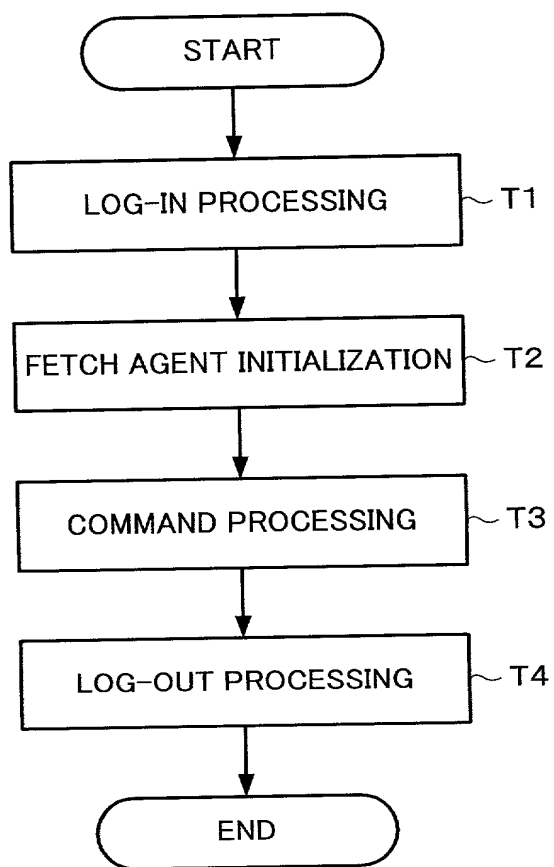 START
LOG-IN PROCESSING T1
FETCH AGENT INITIALIZATION T2
COMMAND PROCESSING T3
LOG-OUT PROCESSING T4
END